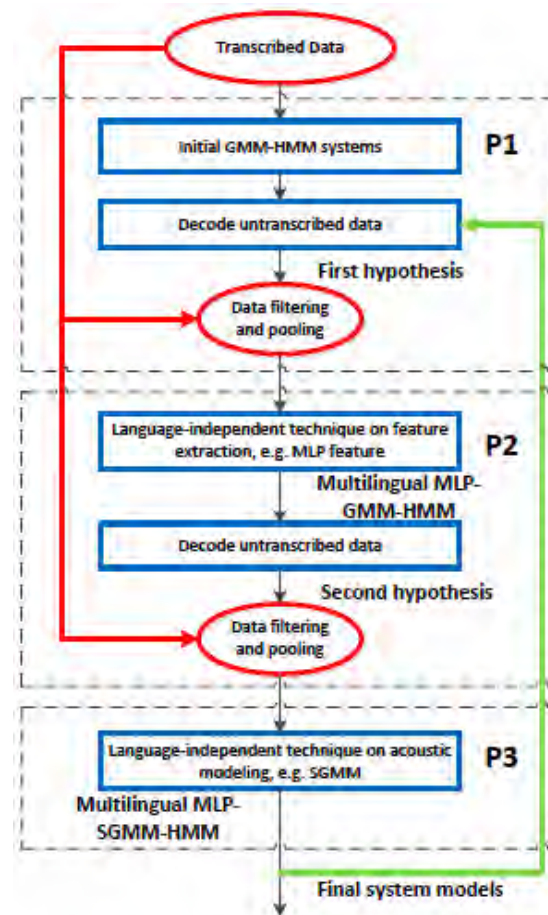 Transcribed Data
Initial GMM-HMM systems
P1
Decode untranscribed data
First hypothesis
Data filtering
and pooling
Language-independent technique on feature
extraction, e.g. MLP feature
P2
Multilingual MLP-
GMM-HMM
Decode untranscribed data
Second hypothesis
Data filtering
and pooling
Language-independent technique on acoustic
modeling, e.g. SGMM
P3
Multilingual MLP-
SGMM-HMM
Final system models